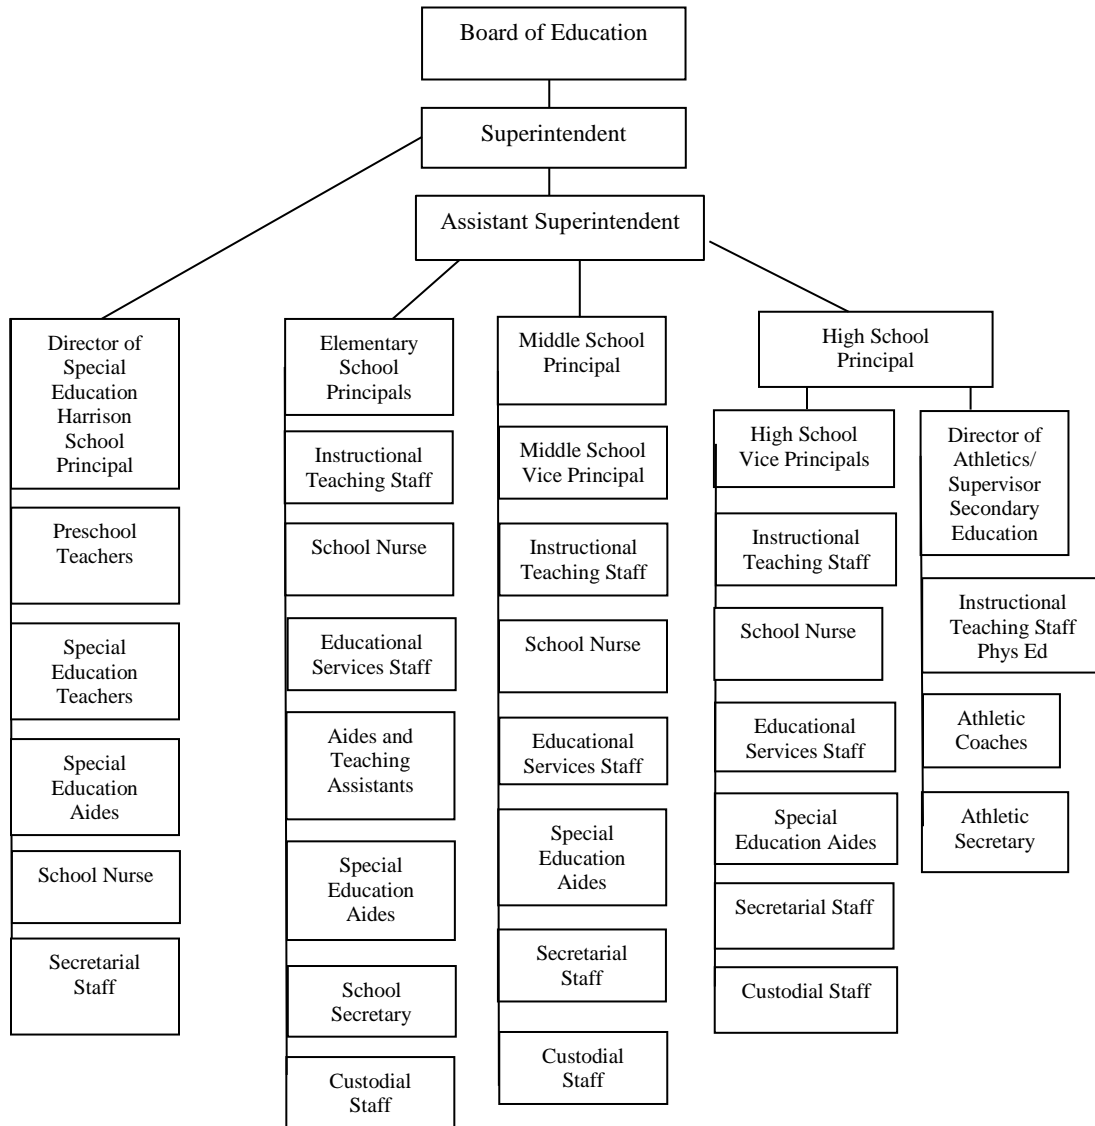 Board of Education
Superintendent
Assistant Superintendent
Director of
Special
Education
Harrison
School
Principal
Preschool
Teachers
Special
Education
Teachers
Special
Education
Aides
School Nurse
Secretarial
Staff
Elementary
School
Principals
Instructional
Teaching Staff
School Nurse
Educational
Services Staff
Aides and
Teaching
Assistants
Special
Education
Aides
School
Secretary
Custodial
Staff
Middle School
Principal
Middle School
Vice Principal
Instructional
Teaching Staff
School Nurse
Educational
Services Staff
Special
Education
Aides
Secretarial
Staff
Custodial
Staff
High School
Principal
High School
Vice Principals
Instructional
Teaching Staff
School Nurse
Educational
Services Staff
Special
Education Aides
Secretarial Staff
Custodial Staff
Director of
Athletics/
Supervisor
Secondary
Education
Instructional
Teaching Staff
Phys Ed
Athletic
Coaches
Athletic
Secretary